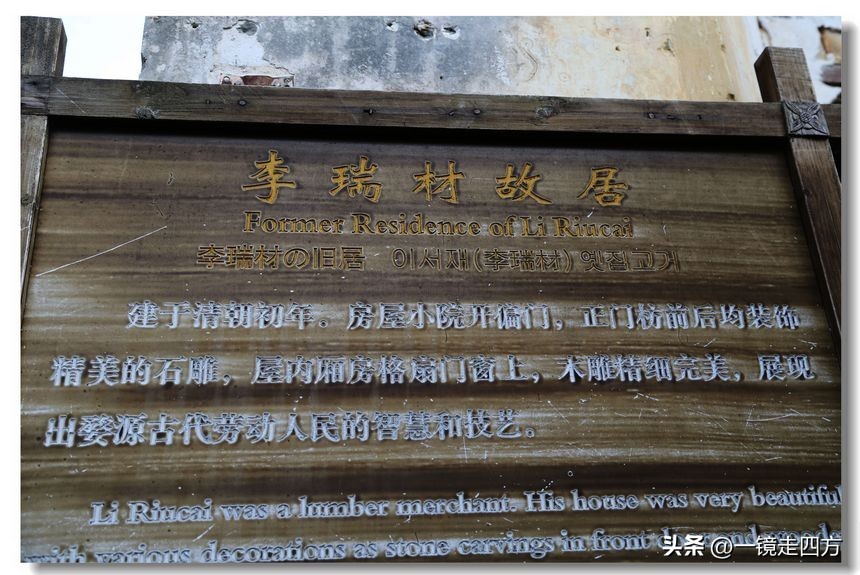 李瑞材故居
Former Residence of Li Riucai
李瑞材の旧居 이서재(李瑞材) 옛집고거
建于清朝初年。房屋小院开偏门，正门枋前后均装饰
精美的石雕，屋内厢房格扇门窗上，木雕精细完美，展现
出婺源古代劳动人民的智慧和技艺。
Li Riucai was a lumber merchant. His house was very beautiful
with various decorations as stone carvings in front
头条 @一镜走四方